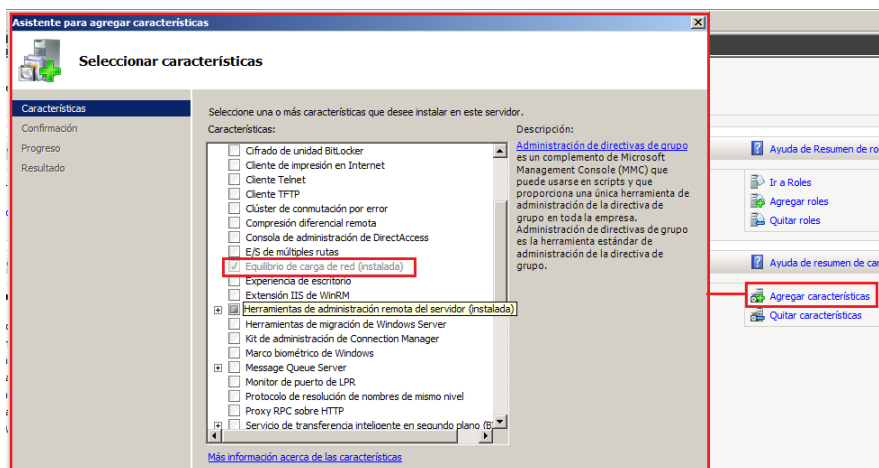 Asistente para agregar características
Seleccionar características
Características
Confirmación
Progreso
Resultado
Seleccione una o más características que desee instalar en este servidor.
Características:
Cifrado de unidad BitLocker
Cliente de impresión en Internet
Cliente Telnet
Cliente TFTP
Clúster de conmutación por error
Compresión diferencial remota
Consola de administración de DirectAccess
E/S de múltiples rutas
Equilibrio de carga de red (instalada)
Experiencia de escritorio
Extensión IIS de WinRM
Herramientas de administración remota del servidor (instalada)
Herramientas de migración de Windows Server
Kit de administración de Connection Manager
Marco biométrico de Windows
Message Queue Server
Monitor de puerto de LPR
Protocolo de resolución de nombres de mismo nivel
Proxy RPC sobre HTTP
Servicio de transferencia inteligente en segundo plano (B
Más información acerca de las características
Descripción:
Administración de directivas de grupo
es un complemento de Microsoft
Management Console (MMC) que
puede usarse en scripts y que
proporciona una única herramienta de
administración de la directiva de
grupo en toda la empresa.
Administración de directivas de grupo
es la herramienta estándar de
administración de la directiva de
grupo.
Ayuda de Resumen de ro
Ir a Roles
Agregar roles
Quitar roles
Ayuda de resumen de car
Agregar características
Quitar características